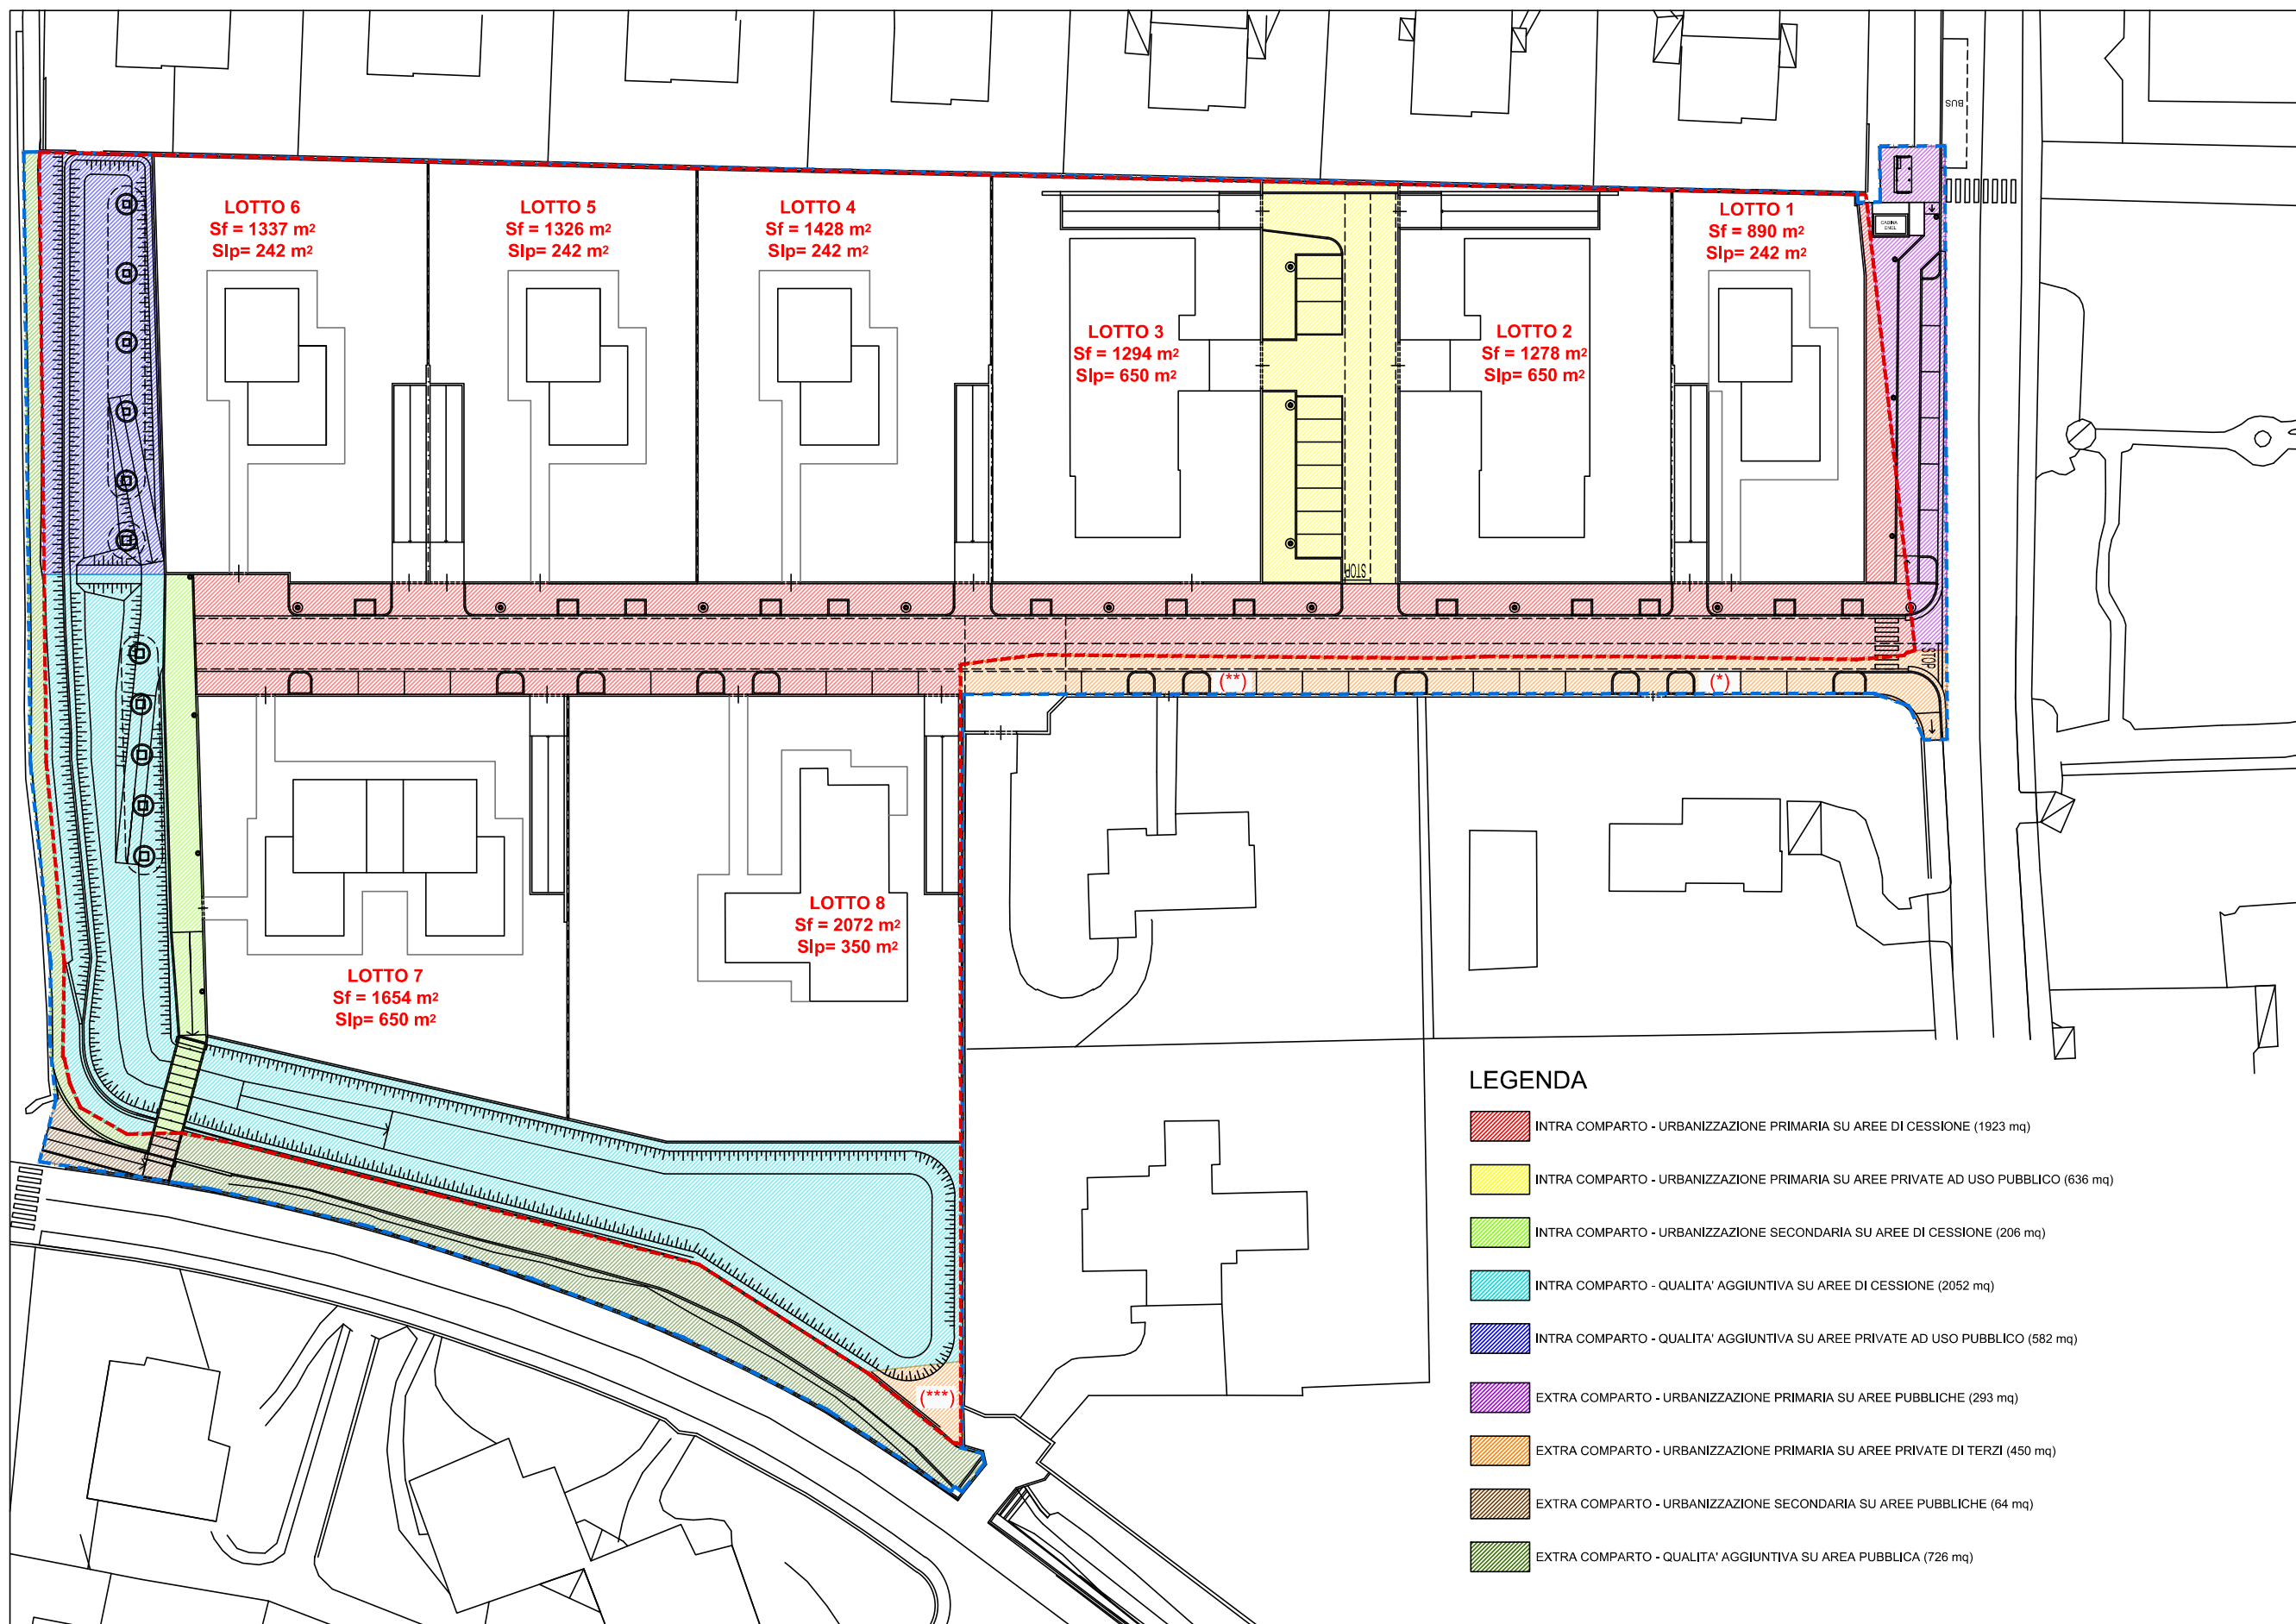 BUS
LOTTO 6
Sf = 1337 m²
Slp= 242 m²
LOTTO 5
Sf = 1326 m²
Slp= 242 m²
LOTTO 4
Sf = 1428 m²
Slp= 242 m²
LOTTO 3
Sf = 1294 m²
Slp= 650 m²
LOTTO 2
Sf = 1278 m²
Slp= 650 m²
LOTTO 1
Sf = 890 m²
Slp= 242 m²
CABINA
ENEL
STOP
STOP
(**)
(*)
LOTTO 7
Sf = 1654 m²
Slp= 650 m²
LOTTO 8
Sf = 2072 m²
Slp= 350 m²
(***)
LEGENDA
INTRA COMPARTO - URBANIZZAZIONE PRIMARIA SU AREE DI CESSIONE (1923 mq)
INTRA COMPARTO - URBANIZZAZIONE PRIMARIA SU AREE PRIVATE AD USO PUBBLICO (636 mq)
INTRA COMPARTO - URBANIZZAZIONE SECONDARIA SU AREE DI CESSIONE (206 mq)
INTRA COMPARTO - QUALITA' AGGIUNTIVA SU AREE DI CESSIONE (2052 mq)
INTRA COMPARTO - QUALITA' AGGIUNTIVA SU AREE PRIVATE AD USO PUBBLICO (582 mq)
EXTRA COMPARTO - URBANIZZAZIONE PRIMARIA SU AREE PUBBLICHE (293 mq)
EXTRA COMPARTO - URBANIZZAZIONE PRIMARIA SU AREE PRIVATE DI TERZI (450 mq)
EXTRA COMPARTO - URBANIZZAZIONE SECONDARIA SU AREE PUBBLICHE (64 mq)
EXTRA COMPARTO - QUALITA' AGGIUNTIVA SU AREA PUBBLICA (726 mq)